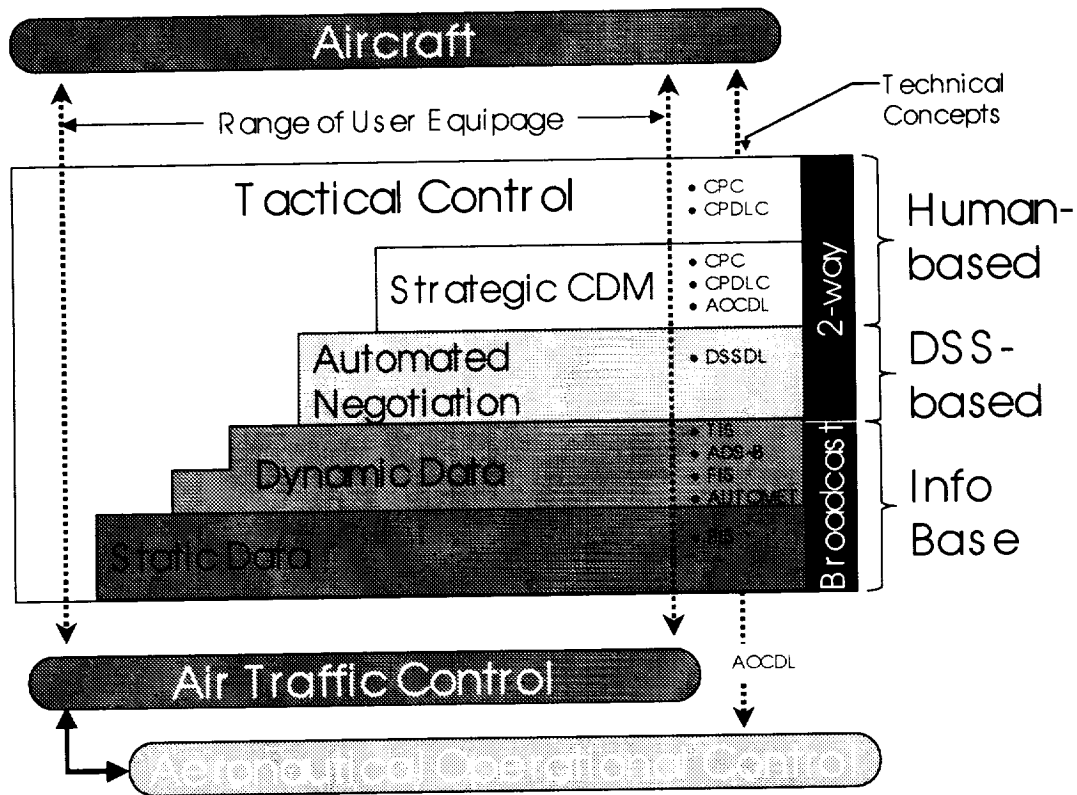 Aircraft
Technical
Concepts
Range of User Equipage
Tactical Control
• CPC
• CPDLC
Human-
based
Strategic CDM
• CPC
• CPDLC
• AOCDL
2-way
Automated
Negotiation
• DSSDL
DSS-
based
Dynamic Data
• TIS
• ADS-B
• FIS
• AUTOMET
Broadcast
Info
Base
Static Data
• FIS
Air Traffic Control
AOCDL
Aeronautical Operational Control